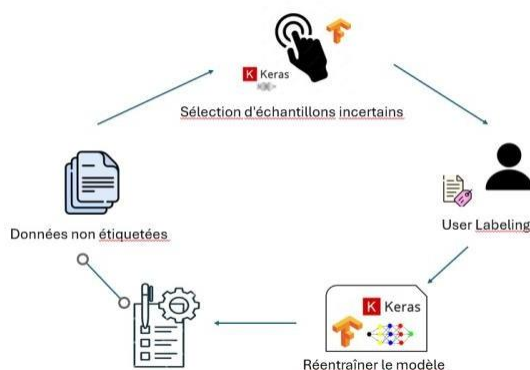 K Keras
Sélection d'échantillons incertains
Données non étiquetées
User Labeling
K Keras
Réentraîner le modèle